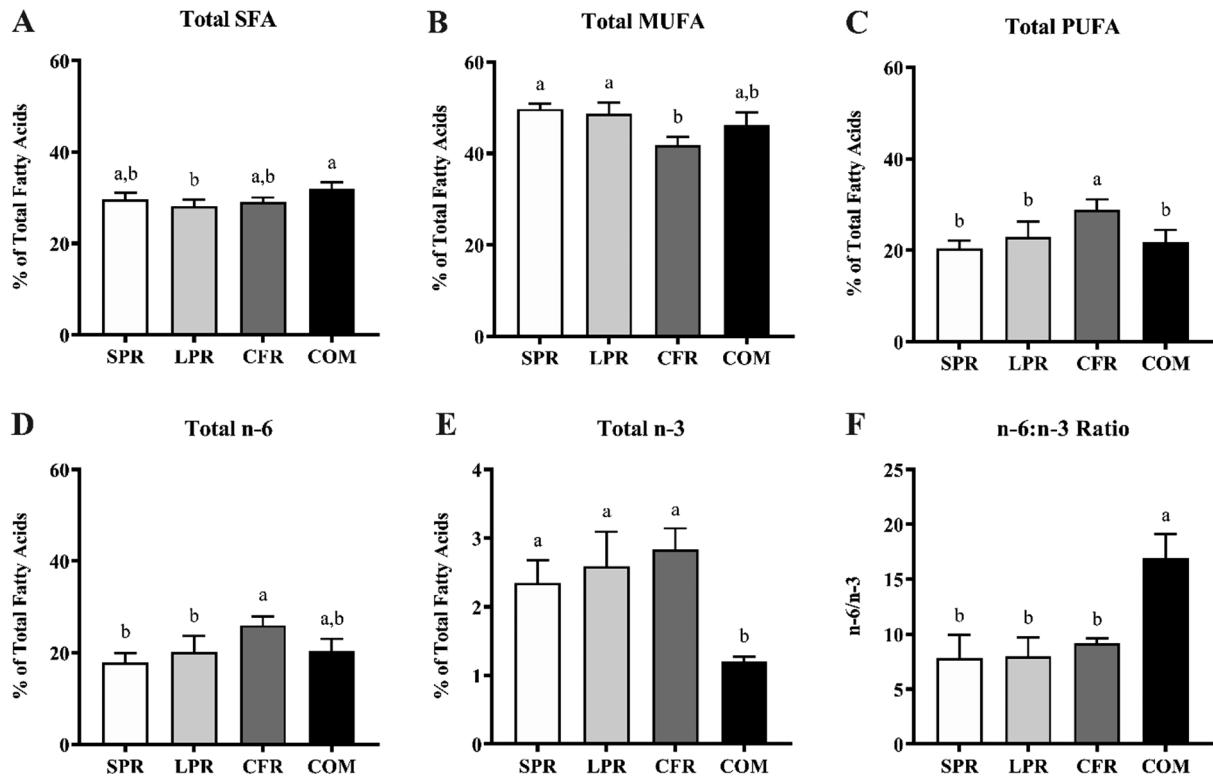 A
Total SFA
% of Total Fatty Acids
60
40
20
0
a,b
b
a,b
a
SPR
LPR
CFR
COM
B
Total MUFA
% of Total Fatty Acids
60
40
20
0
a
a
b
a,b
SPR
LPR
CFR
COM
C
Total PUFA
% of Total Fatty Acids
60
40
20
0
b
b
a
b
SPR
LPR
CFR
COM
D
Total n-6
% of Total Fatty Acids
60
40
20
0
b
b
a
a,b
SPR
LPR
CFR
COM
E
Total n-3
% of Total Fatty Acids
4
3
2
1
0
a
a
a
b
SPR
LPR
CFR
COM
F
n-6:n-3 Ratio
n-6/n-3
25
20
15
10
5
0
b
b
b
a
SPR
LPR
CFR
COM